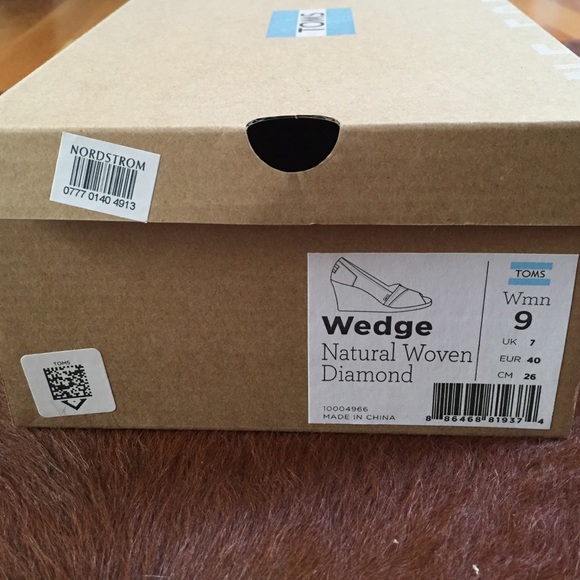 TOMS
NORDSTROM
0777 0140 4913
TOMS
Wedge
Natural Woven
Diamond
10004966
MADE IN CHINA
TOMS
Wmn
9
UK 7
EUR 40
CM 26
8 86468 81937 4